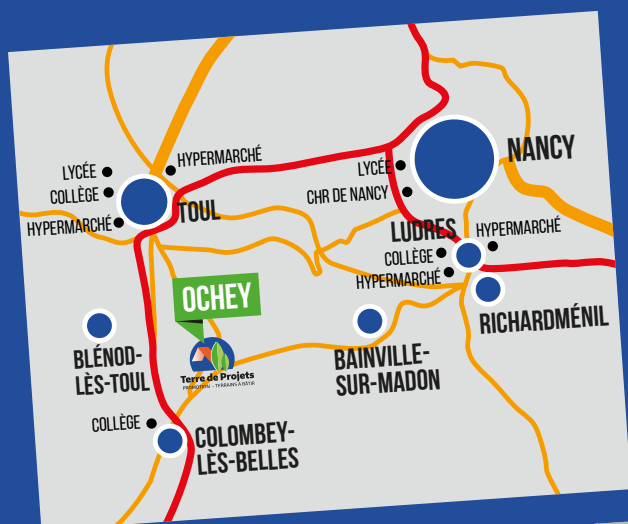 HYPERMARCHÉ
LYCÉE
COLLÈGE
HYPERMARCHÉ
TOUL
NANCY
LYCÉE
CHR DE NANCY
LUDRES
HYPERMARCHÉ
COLLÈGE
HYPERMARCHÉ
RICHARDMÉNIL
OCHEY
Terre de Projets
PROMOTION - TERRAINS À BÂTIR
BLÉNOD-
LÈS-TOUL
BAINVILLE-
SUR-MADON
COLLÈGE
COLOMBEY-
LÈS-BELLES